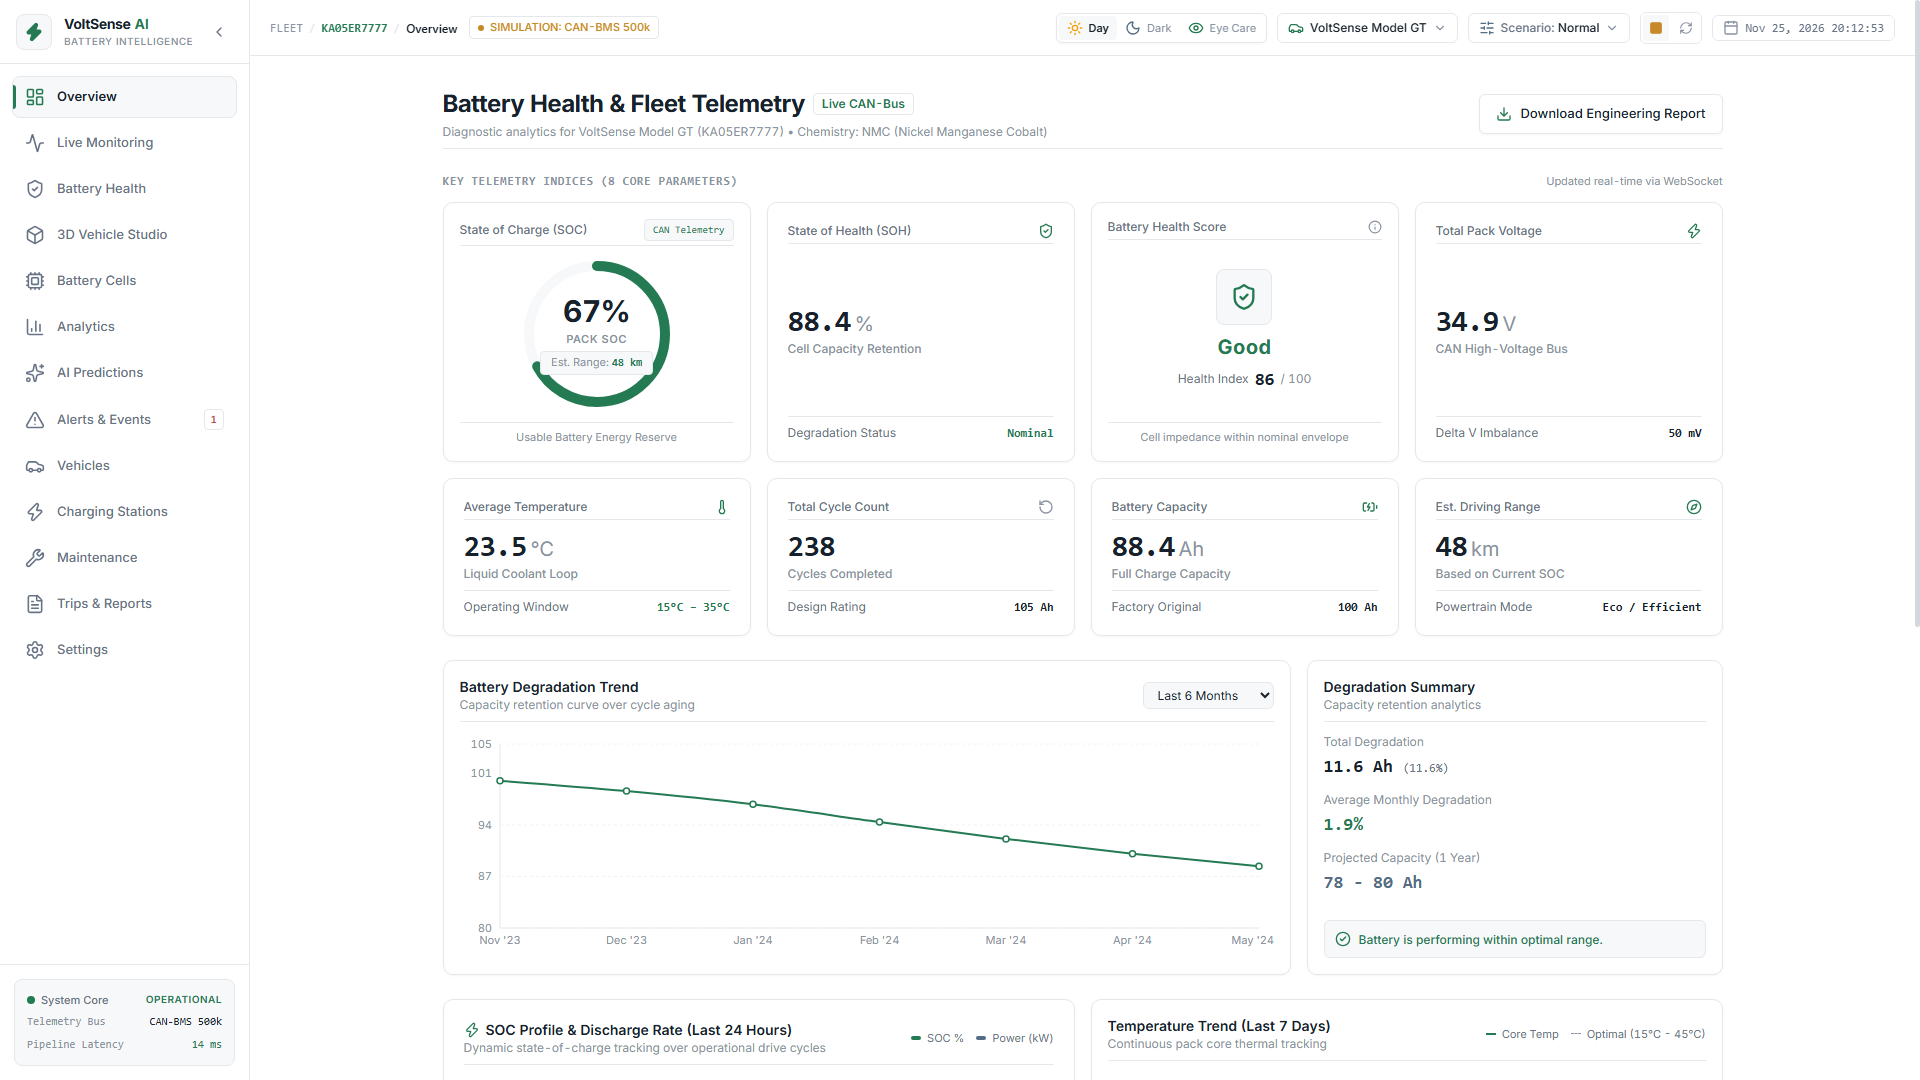 VoltSense AI
BATTERY INTELLIGENCE
Overview
Live Monitoring
Battery Health
3D Vehicle Studio
Battery Cells
Analytics
AI Predictions
Alerts & Events 1
Vehicles
Charging Stations
Maintenance
Trips & Reports
Settings
System Core OPERATIONAL
Telemetry Bus CAN-BMS 500k
Pipeline Latency 14 ms
FLEET / KA05ER7777 / Overview SIMULATION: CAN-BMS 500k Day Dark Eye Care VoltSense Model GT Scenario: Normal Nov 25, 2026 20:12:53
Battery Health & Fleet Telemetry Live CAN-Bus
Diagnostic analytics for VoltSense Model GT (KA05ER7777) • Chemistry: NMC (Nickel Manganese Cobalt)
Download Engineering Report
KEY TELEMETRY INDICES (8 CORE PARAMETERS) Updated real-time via WebSocket
State of Charge (SOC) CAN Telemetry
67%
PACK SOC
Est. Range: 48 km
Usable Battery Energy Reserve
State of Health (SOH)
88.4 %
Cell Capacity Retention
Degradation Status Nominal
Battery Health Score
Good
Health Index 86 / 100
Cell impedance within nominal envelope
Total Pack Voltage
34.9 V
CAN High-Voltage Bus
Delta V Imbalance 50 mV
Average Temperature
23.5 °C
Liquid Coolant Loop
Operating Window 15°C – 35°C
Total Cycle Count
238
Cycles Completed
Design Rating 105 Ah
Battery Capacity
88.4 Ah
Full Charge Capacity
Factory Original 100 Ah
Est. Driving Range
48 km
Based on Current SOC
Powertrain Mode Eco / Efficient
Battery Degradation Trend
Capacity retention curve over cycle aging
Last 6 Months
105
101
94
87
80
Nov '23 Dec '23 Jan '24 Feb '24 Mar '24 Apr '24 May '24
Degradation Summary
Capacity retention analytics
Total Degradation
11.6 Ah (11.6%)
Average Monthly Degradation
1.9%
Projected Capacity (1 Year)
78 - 80 Ah
Battery is performing within optimal range.
SOC Profile & Discharge Rate (Last 24 Hours)
Dynamic state-of-charge tracking over operational drive cycles
SOC % Power (kW)
Temperature Trend (Last 7 Days)
Continuous pack core thermal tracking
Core Temp Optimal (15°C - 45°C)